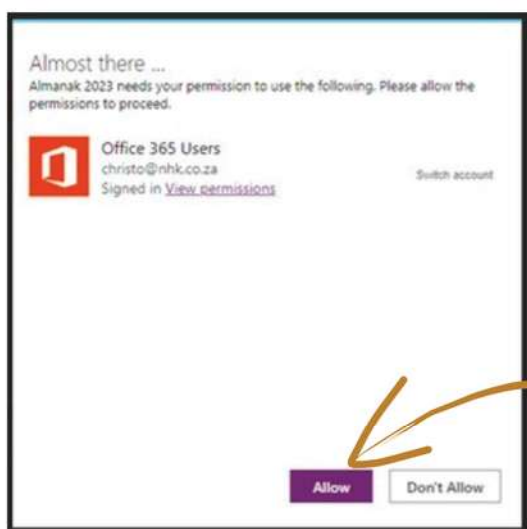 Almost there ...
Almanak 2023 needs your permission to use the following. Please allow the
permissions to proceed.
Office 365 Users
christo@nhk.co.za
Signed in View permissions
Switch account
Allow
Don't Allow